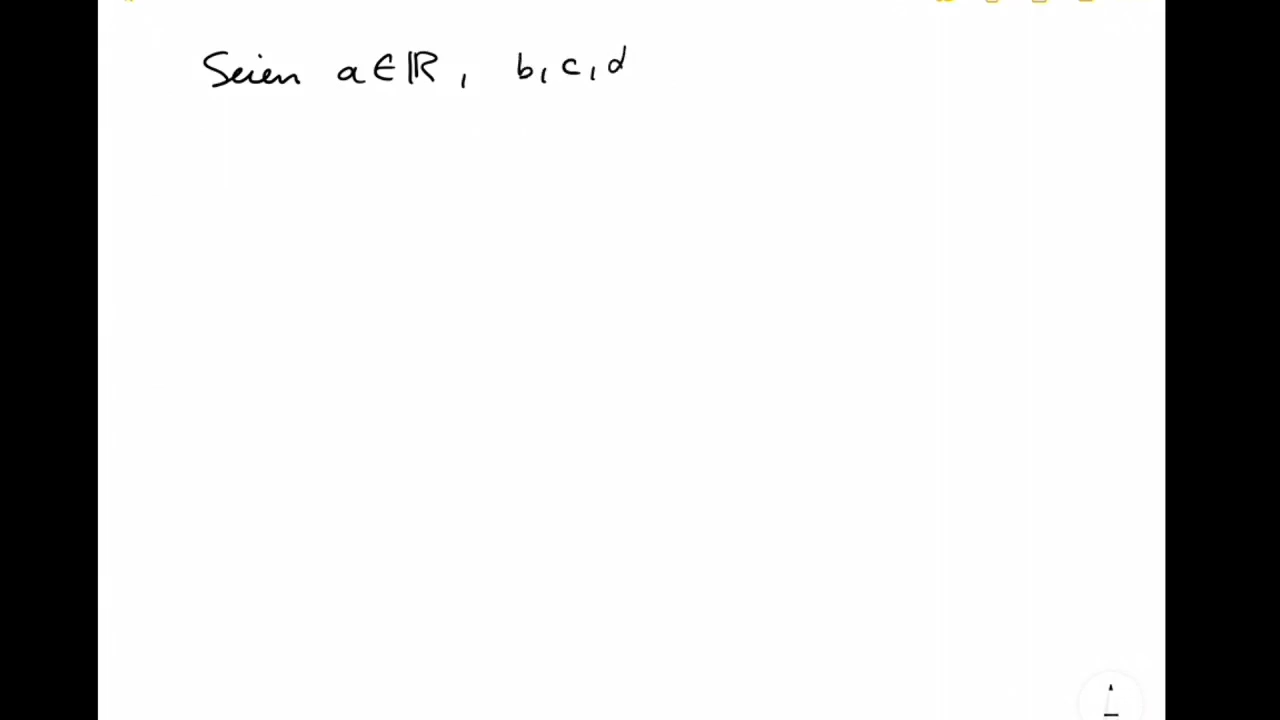 Seien a ∈ ℝ, b, c, d